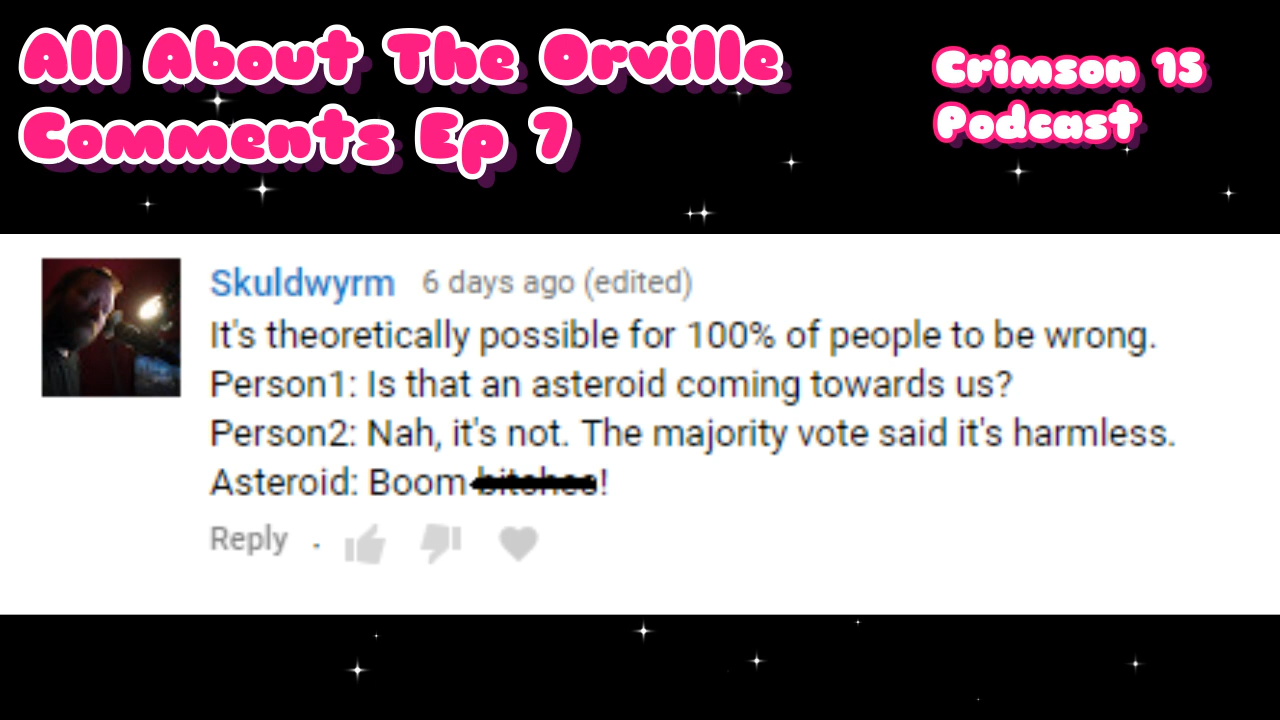 All About The Orville
Comments Ep 7
Crimson 15
Podcast
Skuldwyrm 6 days ago (edited)
It's theoretically possible for 100% of people to be wrong.
Person1: Is that an asteroid coming towards us?
Person2: Nah, it's not. The majority vote said it's harmless.
Asteroid: Boom !
Reply